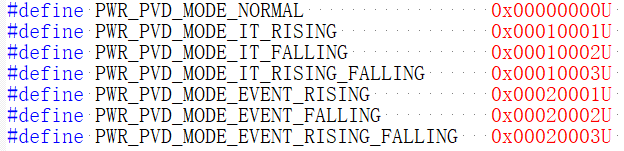 #define PWR_PVD_MODE_NORMAL 0x00000000U
#define PWR_PVD_MODE_IT_RISING 0x00010001U
#define PWR_PVD_MODE_IT_FALLING 0x00010002U
#define PWR_PVD_MODE_IT_RISING_FALLING 0x00010003U
#define PWR_PVD_MODE_EVENT_RISING 0x00020001U
#define PWR_PVD_MODE_EVENT_FALLING 0x00020002U
#define PWR_PVD_MODE_EVENT_RISING_FALLING 0x00020003U